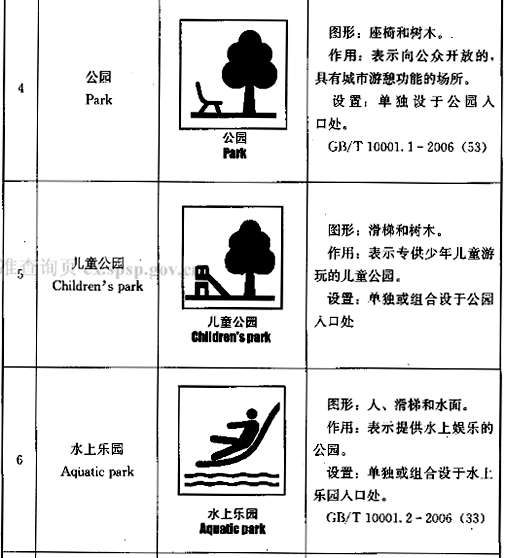 4
公园
Park
公园
Park
图形：座椅和树木。
作用：表示向公众开放的，
具有城市游憩功能的场所。
设置：单独设于公园入
口处。
GB/T 10001.1-2006（53）
5
儿童公园
Children's park
儿童公园
Children's park
图形：滑梯和树木。
作用：表示专供少年儿童游
玩的儿童公园。
设置：单独或组合设于公园
入口处
6
水上乐园
Aquatic park
水上乐园
Aquatic park
图形：人、滑梯和水面。
作用：表示提供水上娱乐的
公园。
设置：单独或组合设于水上
乐园入口处。
GB/T 10001.2-2006（33）